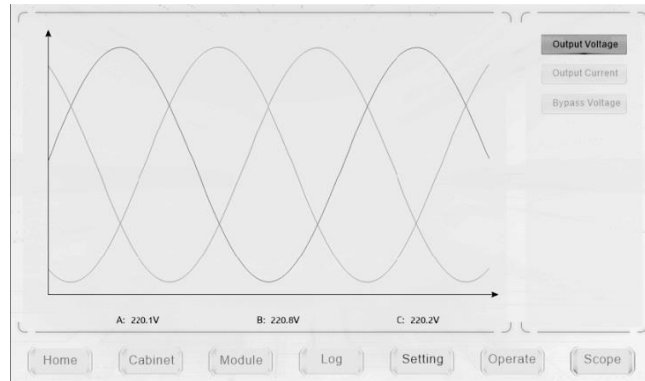 Output Voltage
Output Current
Bypass Voltage
A: 220.1V B: 220.8V C: 220.2V
Home Cabinet Module Log Setting Operate Scope